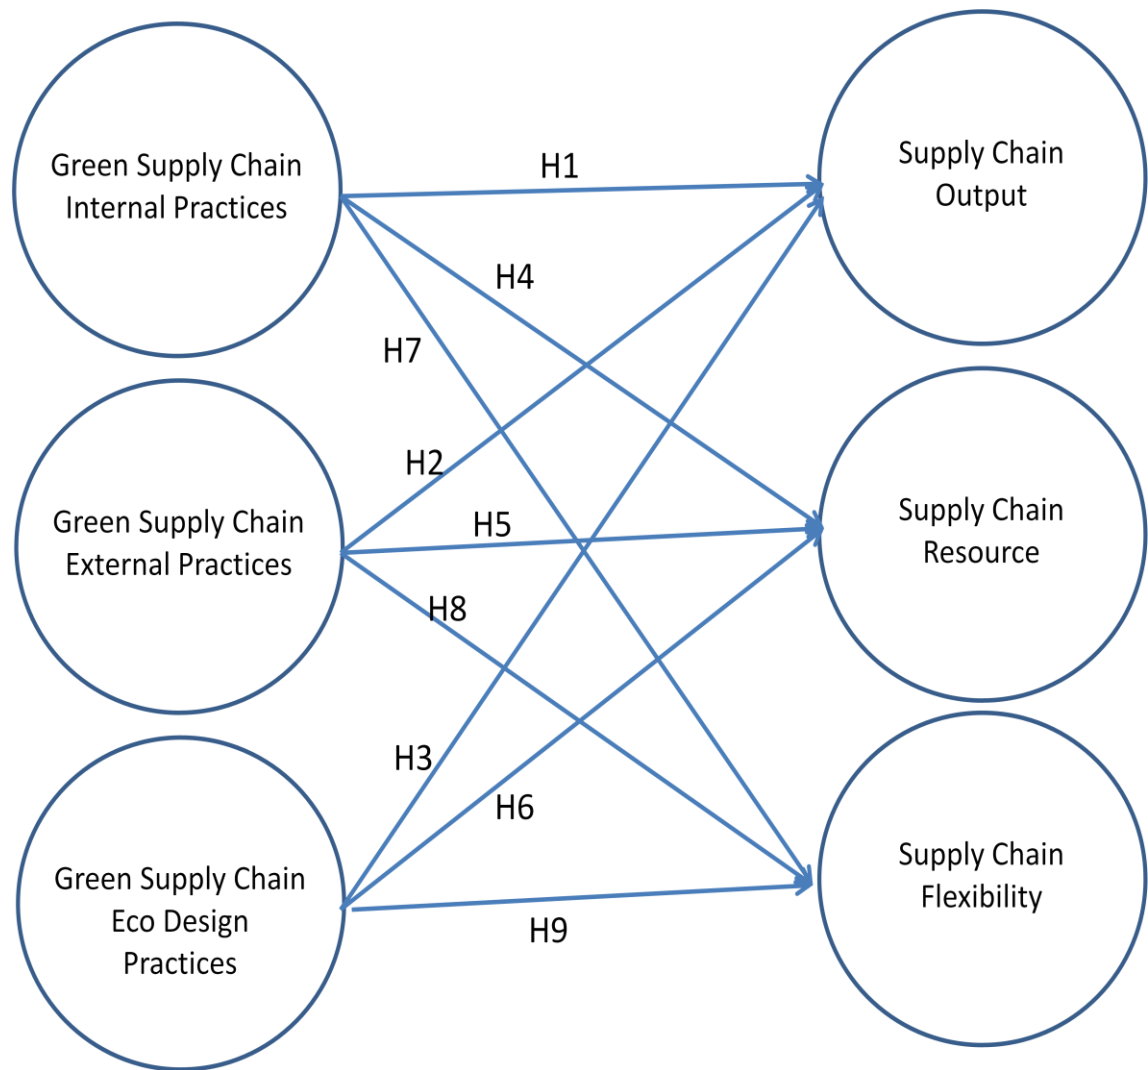 Green Supply Chain
Internal Practices
H1
Supply Chain
Output
H4
H7
H2
Green Supply Chain
External Practices
H5
Supply Chain
Resource
H8
H3
H6
Green Supply Chain
Eco Design
Practices
H9
Supply Chain
Flexibility